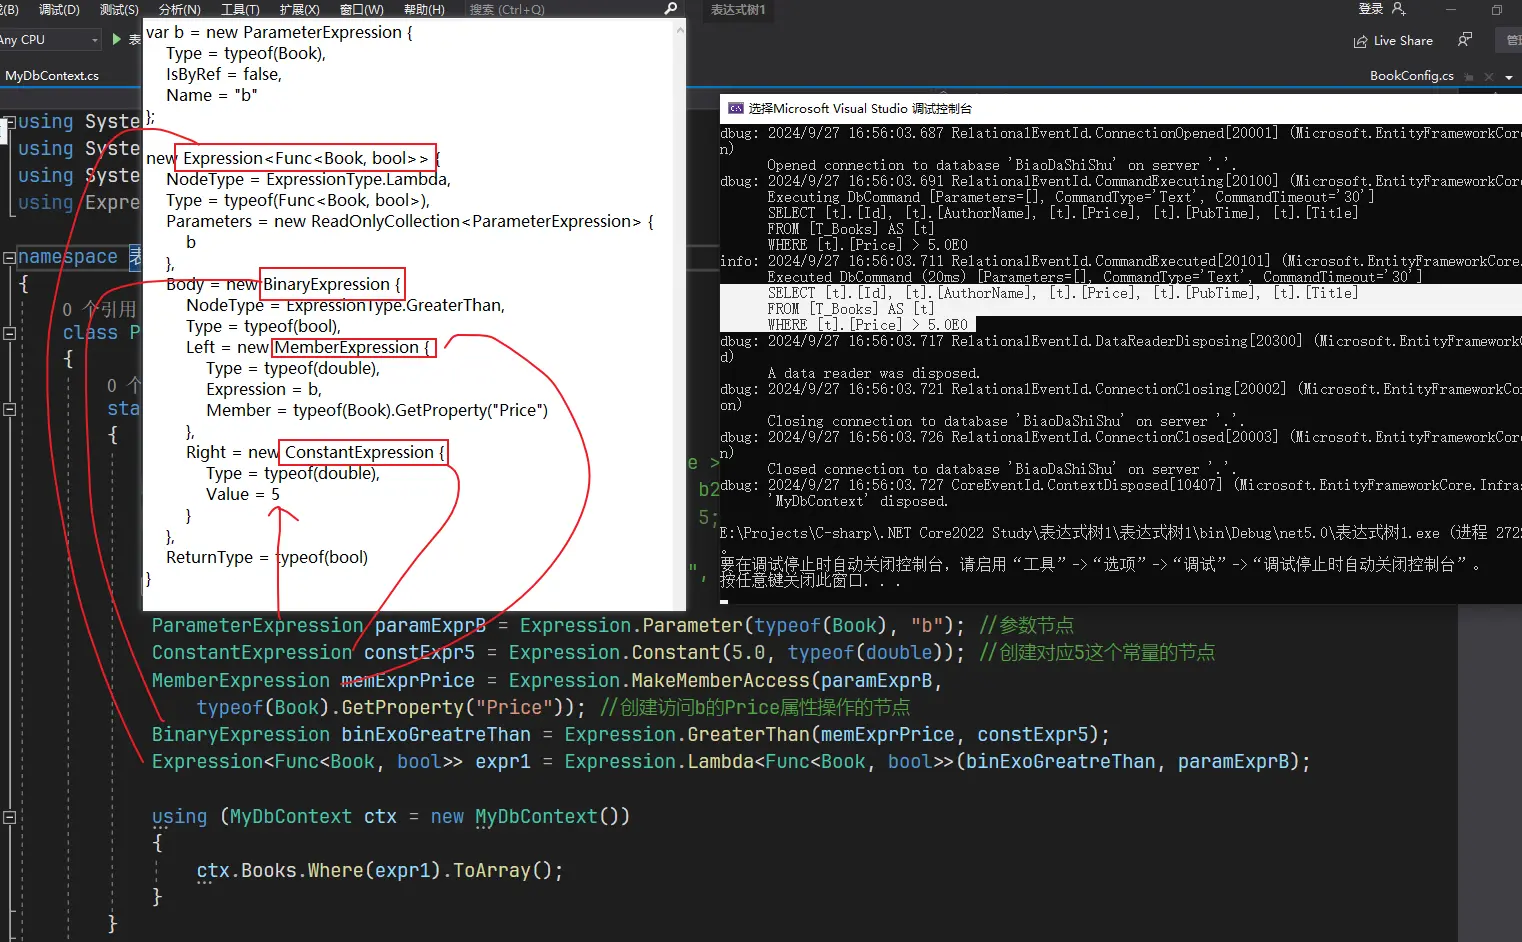 (B) 调试(D) 测试(S) 分析(N) 工具(T) 扩展(X) 窗口(W) 帮助(H) 搜索 (Ctrl+Q) 表达式树1 登录
Any CPU 表 Live Share 管理
MyDbContext.cs BookConfig.cs
var b = new ParameterExpression {
Type = typeof(Book),
IsByRef = false,
Name = "b"
};
new Expression<Func<Book, bool>> {
NodeType = ExpressionType.Lambda,
Type = typeof(Func<Book, bool>),
Parameters = new ReadOnlyCollection<ParameterExpression> {
b
},
Body = new BinaryExpression {
NodeType = ExpressionType.GreaterThan,
Type = typeof(bool),
Left = new MemberExpression {
Type = typeof(double),
Expression = b,
Member = typeof(Book).GetProperty("Price")
},
Right = new ConstantExpression {
Type = typeof(double),
Value = 5
}
},
ReturnType = typeof(bool)
}
using Syste
using Syste
using Syste
using Expre
namespace 表
{
0 个引用
class P
{
0 个
sta
{
e >
b2
5;
",
选择Microsoft Visual Studio 调试控制台
dbug: 2024/9/27 16:56:03.687 RelationalEventId.ConnectionOpened[20001] (Microsoft.EntityFrameworkCor
n)
Opened connection to database 'BiaoDaShiShu' on server '.'.
dbug: 2024/9/27 16:56:03.691 RelationalEventId.CommandExecuting[20100] (Microsoft.EntityFrameworkCor
Executing DbCommand [Parameters=[], CommandType='Text', CommandTimeout='30']
SELECT [t].[Id], [t].[AuthorName], [t].[Price], [t].[PubTime], [t].[Title]
FROM [T_Books] AS [t]
WHERE [t].[Price] > 5.0E0
info: 2024/9/27 16:56:03.711 RelationalEventId.CommandExecuted[20101] (Microsoft.EntityFrameworkCore.
Executed DbCommand (20ms) [Parameters=[], CommandType='Text', CommandTimeout='30']
SELECT [t].[Id], [t].[AuthorName], [t].[Price], [t].[PubTime], [t].[Title]
FROM [T_Books] AS [t]
WHERE [t].[Price] > 5.0E0
dbug: 2024/9/27 16:56:03.717 RelationalEventId.DataReaderDisposing[20300] (Microsoft.EntityFramework
d)
A data reader was disposed.
dbug: 2024/9/27 16:56:03.721 RelationalEventId.ConnectionClosing[20002] (Microsoft.EntityFrameworkCo
on)
Closing connection to database 'BiaoDaShiShu' on server '.'.
dbug: 2024/9/27 16:56:03.726 RelationalEventId.ConnectionClosed[20003] (Microsoft.EntityFrameworkCor
n)
Closed connection to database 'BiaoDaShiShu' on server '.'.
dbug: 2024/9/27 16:56:03.727 CoreEventId.ContextDisposed[10407] (Microsoft.EntityFrameworkCore.Infras
'MyDbContext' disposed.
E:\Projects\C-sharp\.NET Core2022 Study\表达式树1\表达式树1\bin\Debug\net5.0\表达式树1.exe (进程 272
。
要在调试停止时自动关闭控制台，请启用“工具”->“选项”->“调试”->“调试停止时自动关闭控制台”。
按任意键关闭此窗口. . .
ParameterExpression paramExprB = Expression.Parameter(typeof(Book), "b"); //参数节点
ConstantExpression constExpr5 = Expression.Constant(5.0, typeof(double)); //创建对应5这个常量的节点
MemberExpression memExprPrice = Expression.MakeMemberAccess(paramExprB,
typeof(Book).GetProperty("Price")); //创建访问b的Price属性操作的节点
BinaryExpression binExoGreatreThan = Expression.GreaterThan(memExprPrice, constExpr5);
Expression<Func<Book, bool>> expr1 = Expression.Lambda<Func<Book, bool>>(binExoGreatreThan, paramExprB);
using (MyDbContext ctx = new MyDbContext())
{
ctx.Books.Where(expr1).ToArray();
}
}